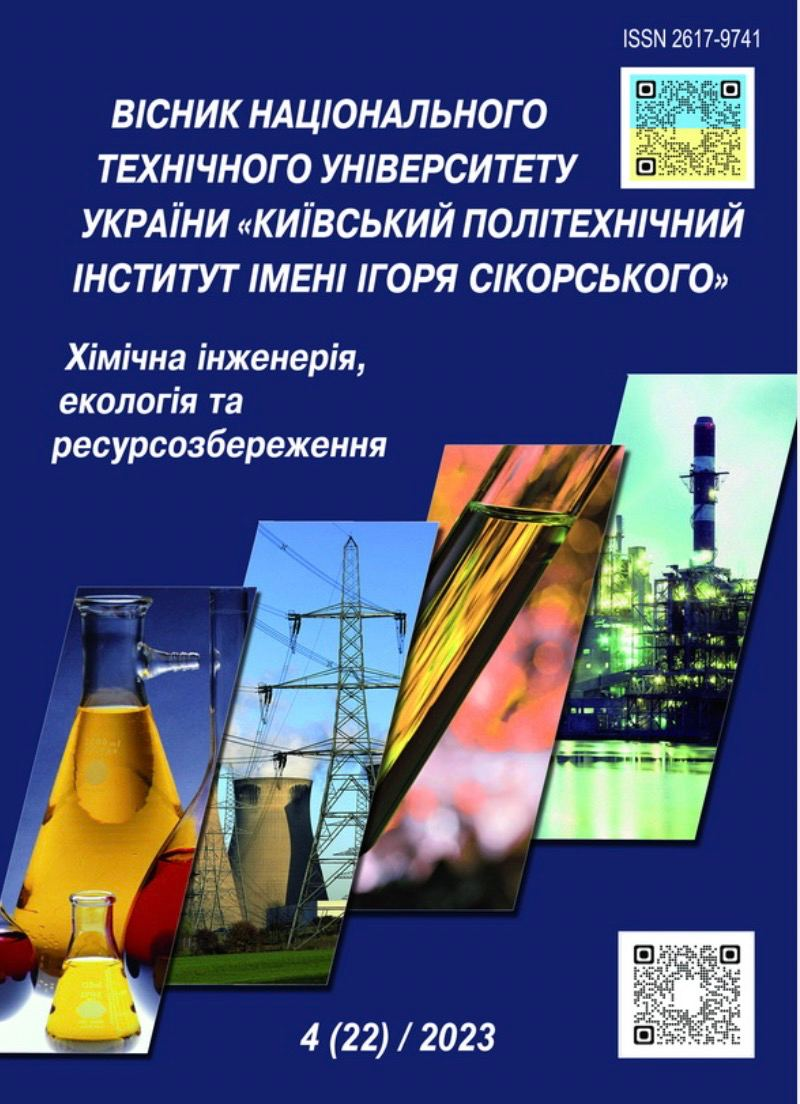 ISSN 2617-9741
ВІСНИК НАЦІОНАЛЬНОГО
ТЕХНІЧНОГО УНІВЕРСИТЕТУ
УКРАЇНИ «КИЇВСЬКИЙ ПОЛІТЕХНІЧНИЙ
ІНСТИТУТ ІМЕНІ ІГОРЯ СІКОРСЬКОГО»
Хімічна інженерія,
екологія та
ресурсозбереження
4 (22) / 2023